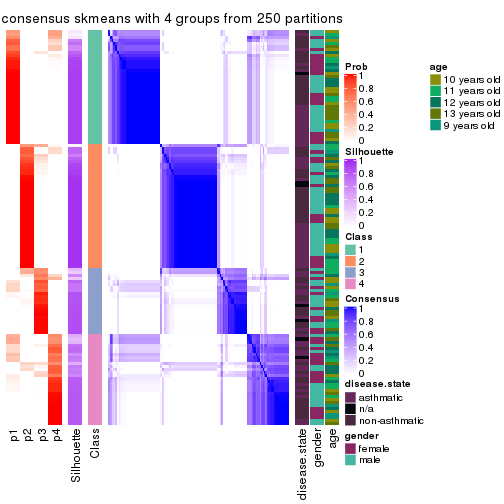 consensus skmeans with 4 groups from 250 partitions
p1
p2
p3
p4
Silhouette
Class
disease.state
gender
age
Prob
1
0.8
0.6
0.4
0.2
0
Silhouette
1
0.8
0.6
0.4
0.2
0
Class
1
2
3
4
Consensus
1
0.8
0.6
0.4
0.2
0
disease.state
asthmatic
n/a
non-asthmatic
gender
female
male
age
10 years old
11 years old
12 years old
13 years old
9 years old